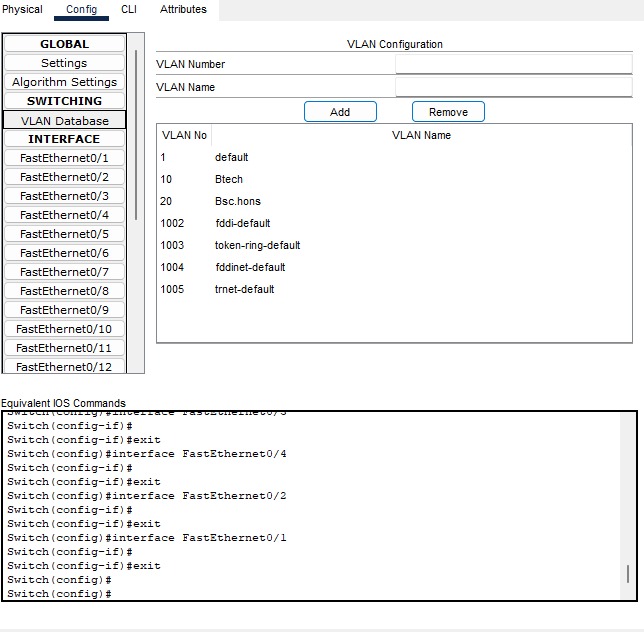 Physical Config CLI Attributes
GLOBAL
Settings
Algorithm Settings
SWITCHING
VLAN Database
INTERFACE
FastEthernet0/1
FastEthernet0/2
FastEthernet0/3
FastEthernet0/4
FastEthernet0/5
FastEthernet0/6
FastEthernet0/7
FastEthernet0/8
FastEthernet0/9
FastEthernet0/10
FastEthernet0/11
FastEthernet0/12
VLAN Configuration
VLAN Number
VLAN Name
Add Remove
VLAN No VLAN Name
1 default
10 Btech
20 Bsc.hons
1002 fddi-default
1003 token-ring-default
1004 fddinet-default
1005 trnet-default
Equivalent IOS Commands
Switch(config)#interface FastEthernet0/3
Switch(config-if)#
Switch(config-if)#exit
Switch(config)#interface FastEthernet0/4
Switch(config-if)#
Switch(config-if)#exit
Switch(config)#interface FastEthernet0/2
Switch(config-if)#
Switch(config-if)#exit
Switch(config)#interface FastEthernet0/1
Switch(config-if)#
Switch(config-if)#exit
Switch(config)#
Switch(config)#